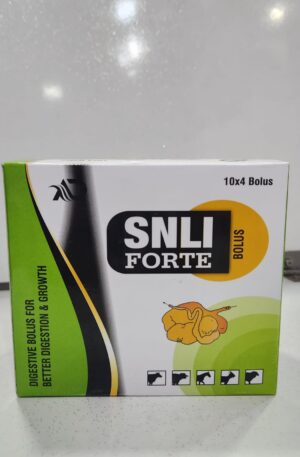 10x4 Bolus
SNLI
FORTE
BOLUS
DIGESTIVE BOLUS FOR
BETTER DIGESTION & GROWTH